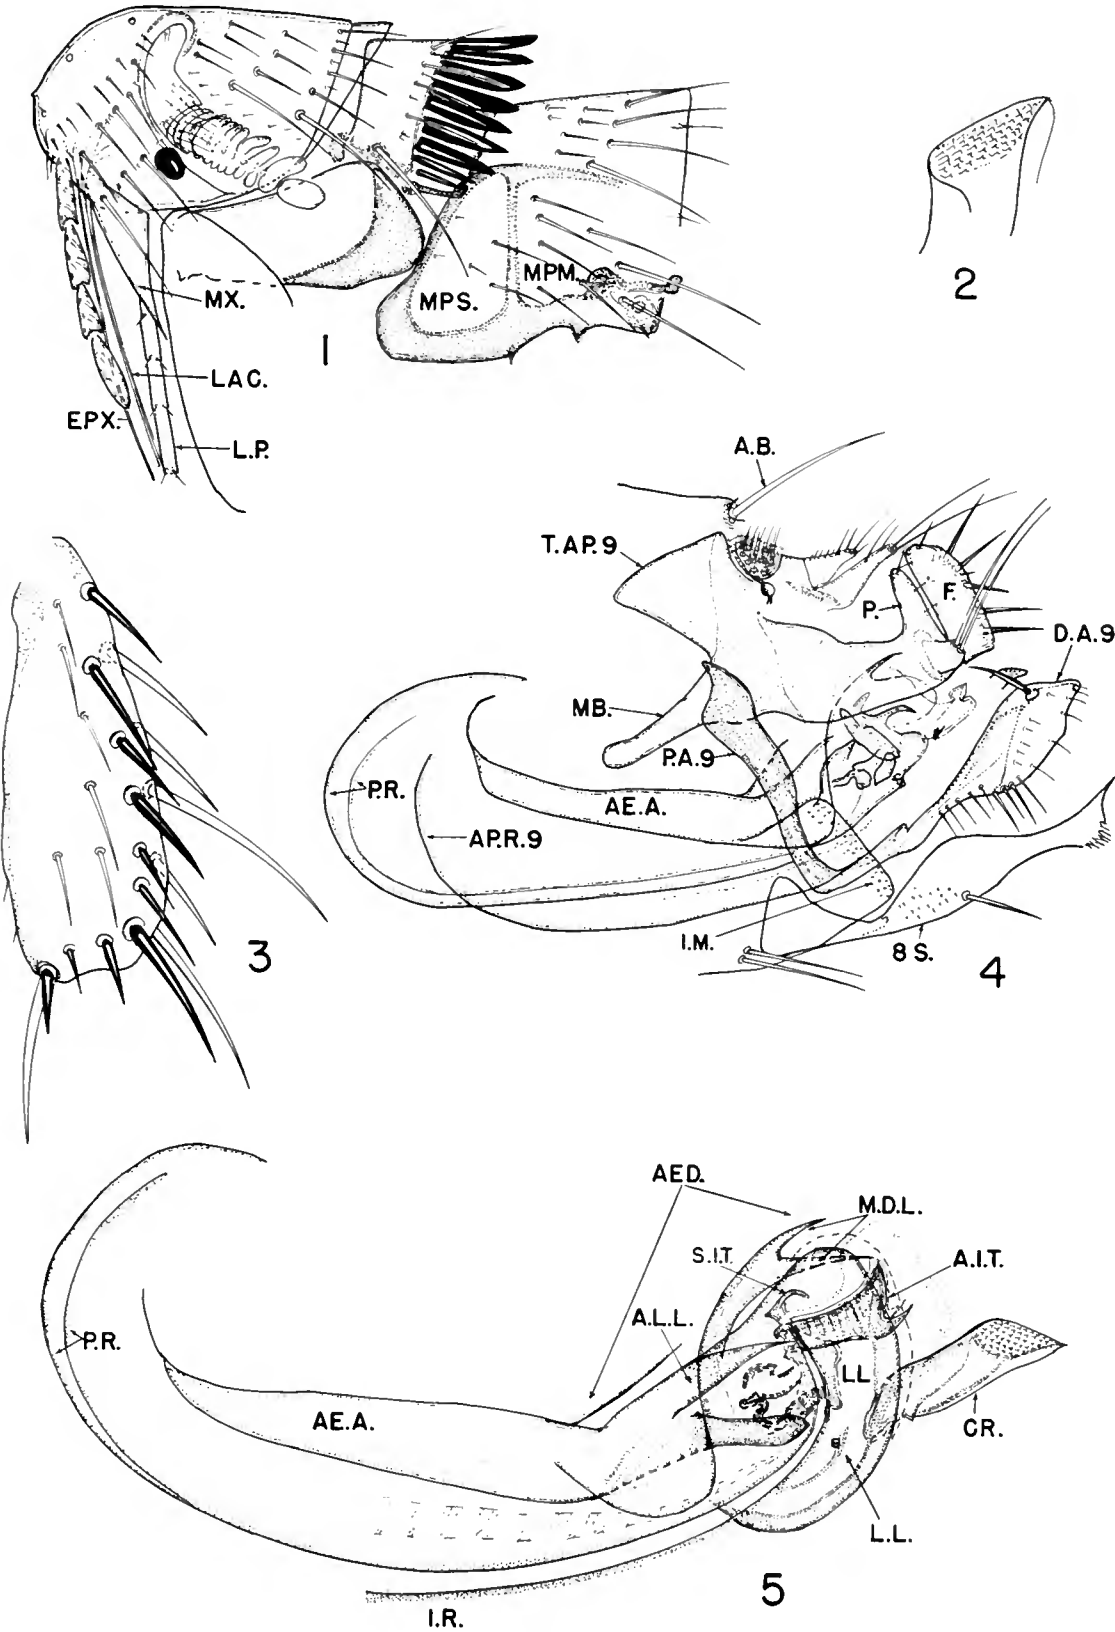 MPM.
MPS.
MX.
1
LAC.
EPX.
L.P.
2
A.B.
T.AP.9
P.
F.
D.A.9
MB.
P.A.9
P.R.
AE.A.
AP.R.9
3
I.M.
8 S.
4
AED.
M.D.L.
S.I.T.
A.I.T.
A.L.L.
P.R.
LL
AE.A.
CR.
L.L.
5
I.R.